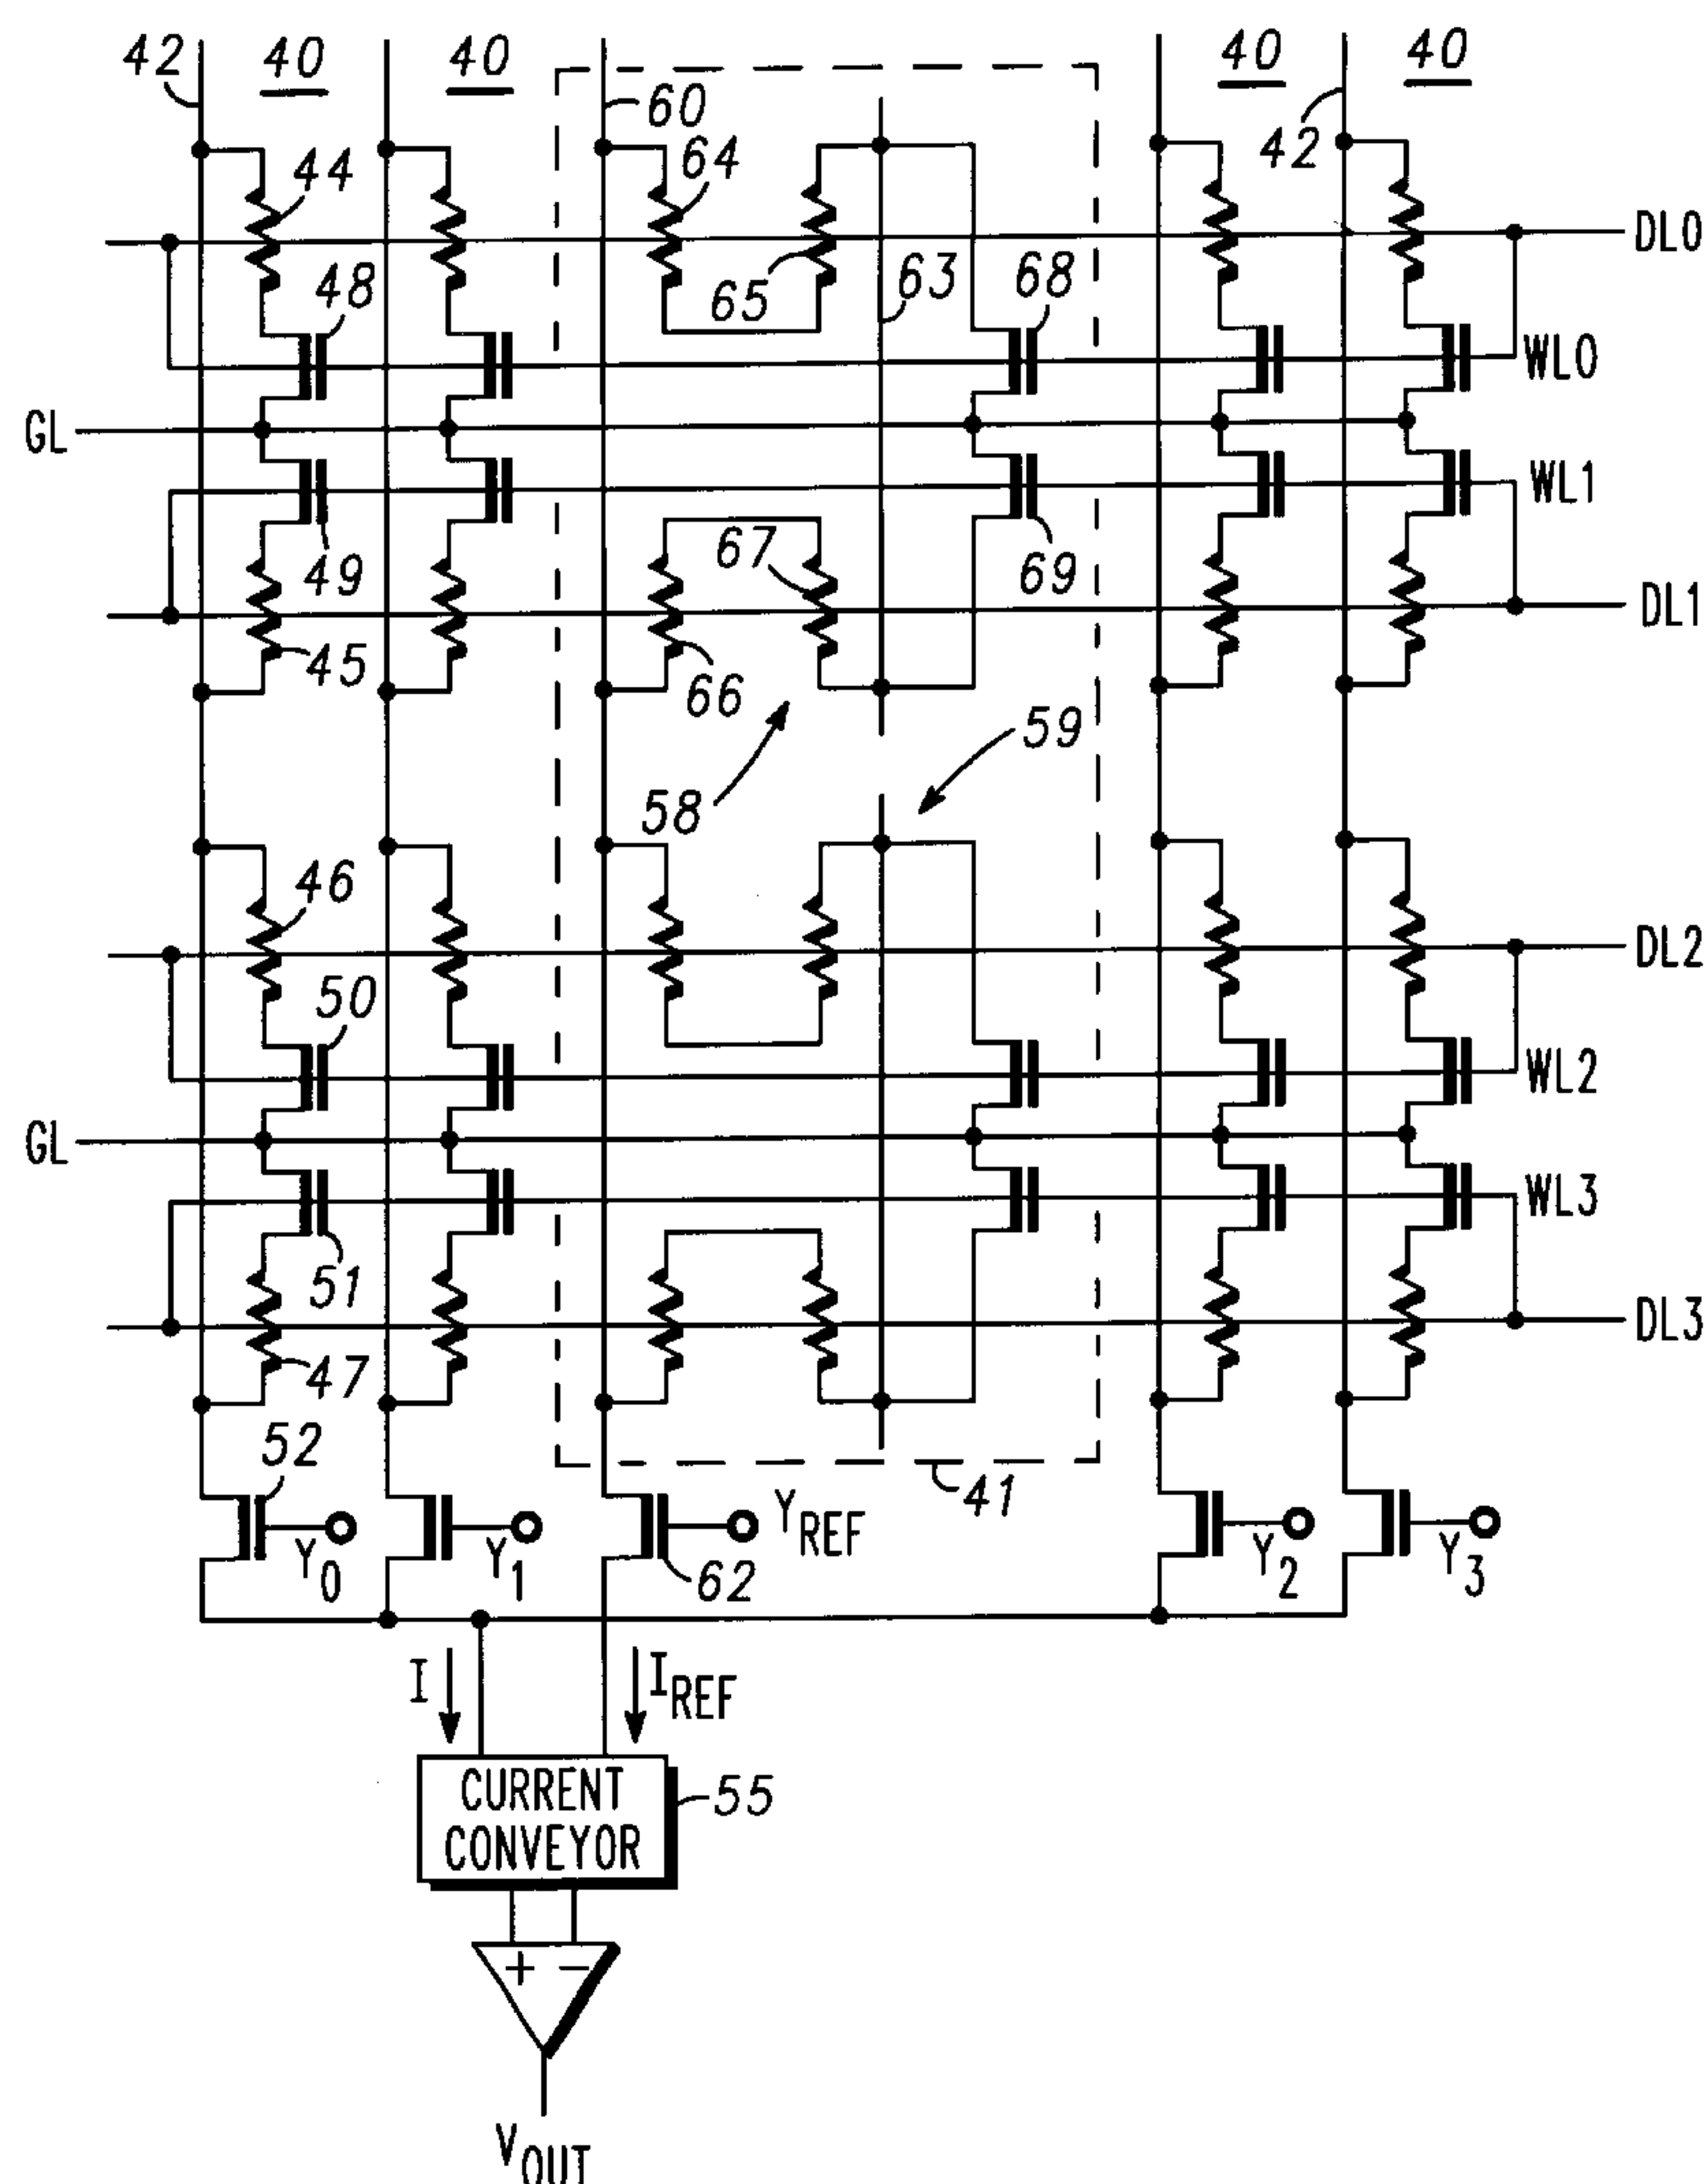 42 40 40 60 40 40
64 42
44
DL0
48 65 63 68
WL0
GL
WL1
49 67 69
DL1
45 66
58 59
46
DL2
50
WL2
GL
WL3
51
DL3
47
52
41
Y0 Y1 YREF Y2 Y3
62
I IREF
CURRENT
CONVEYOR
55
+ −
VOUT